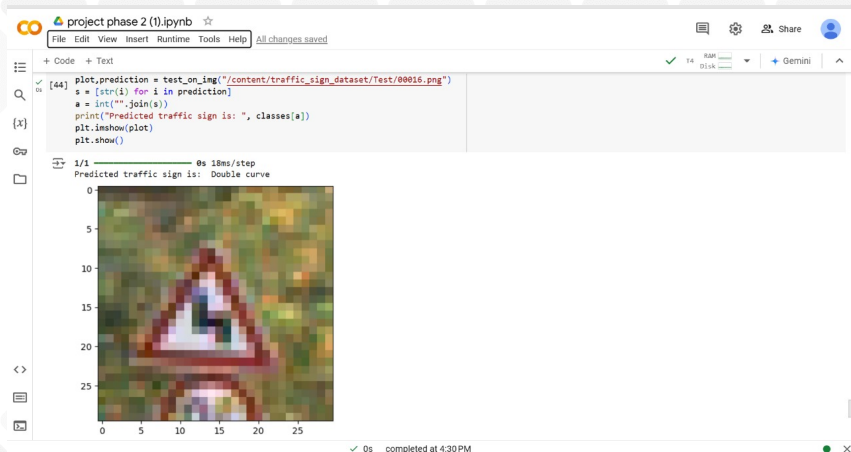 CO project phase 2 (1).ipynb
File Edit View Insert Runtime Tools Help All changes saved
Share
+ Code + Text
T4 RAM Disk
Gemini
{x}
[44] plot,prediction = test_on_img("/content/traffic_sign_dataset/Test/00016.png")
0s
s = [str(i) for i in prediction]
a = int("".join(s))
print("Predicted traffic sign is: ", classes[a])
plt.imshow(plot)
plt.show()
1/1 0s 18ms/step
Predicted traffic sign is: Double curve
0
5
10
15
20
25
0 5 10 15 20 25
0s completed at 4:30 PM